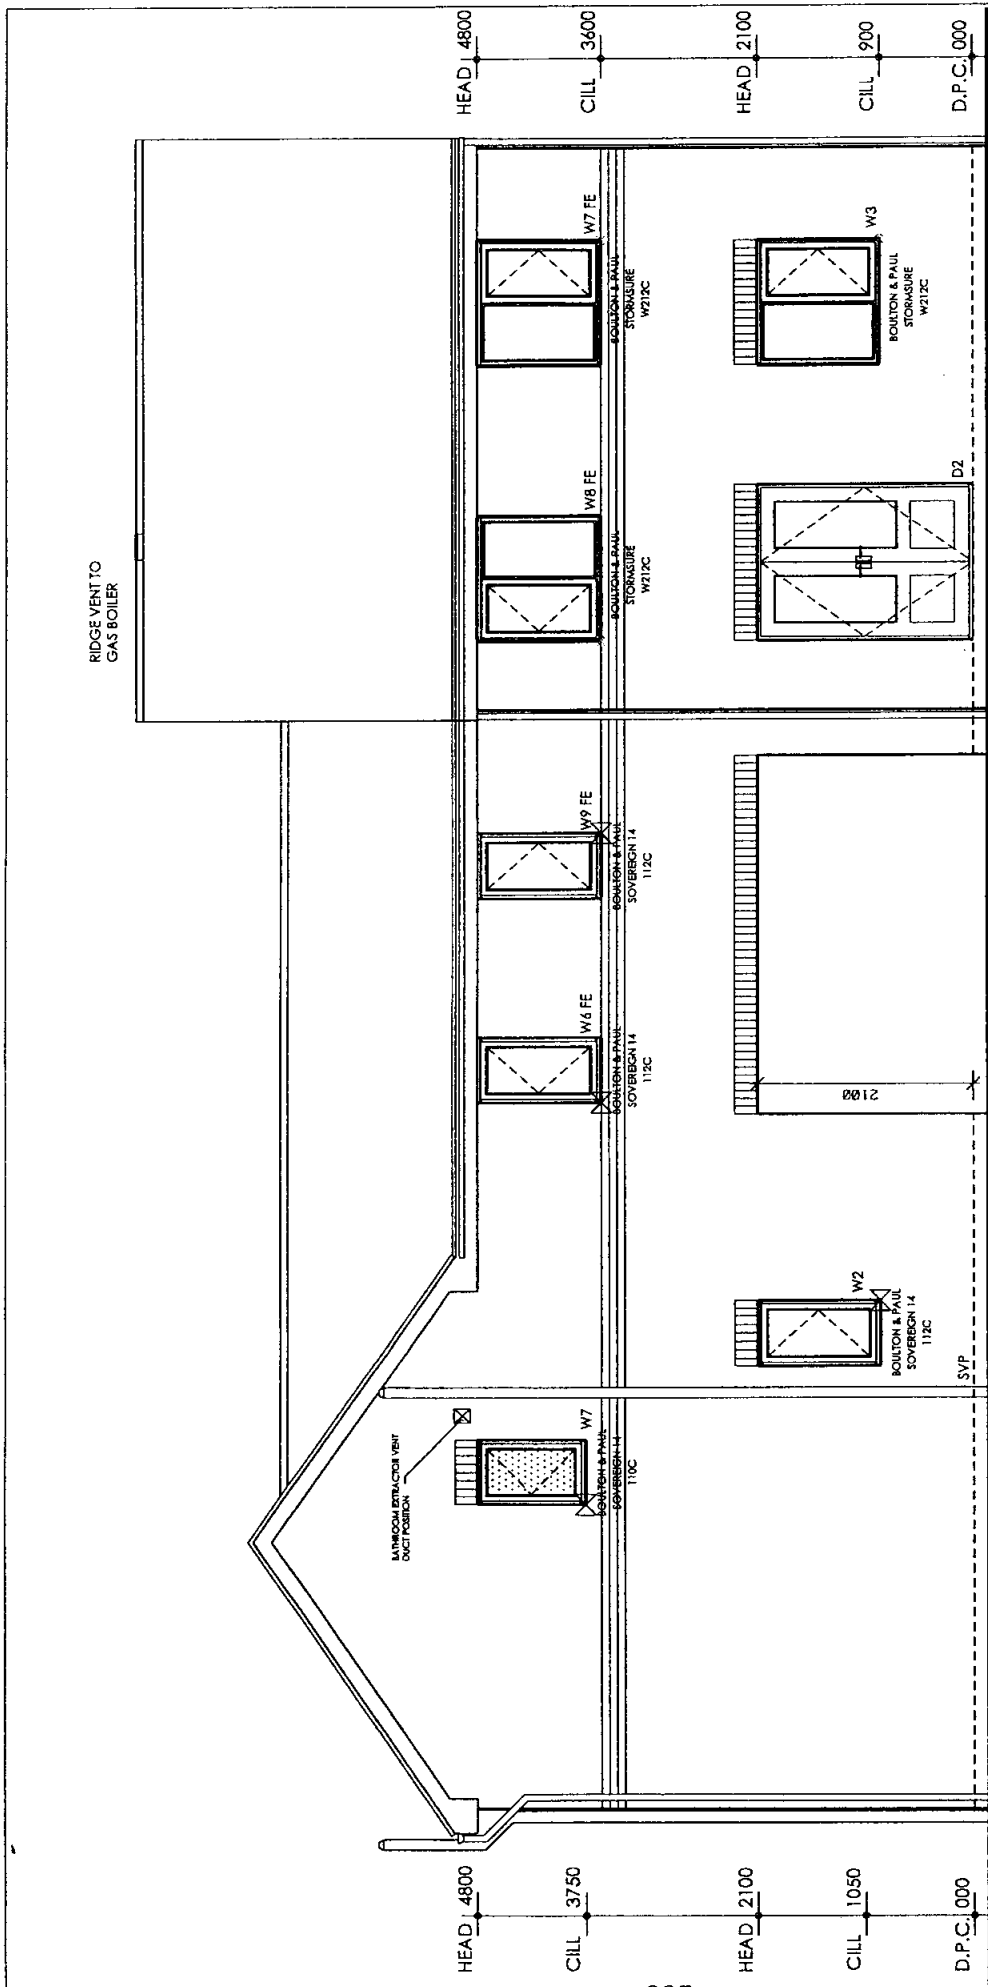 RIDGE VENT TO
GAS BOILER
BATHROOM EXTRACTOR VENT
DUCT POSITION
HEAD 4800
CILL 3750
HEAD 2100
CILL 1050
D.P.C. 000
W7
BOULTON & PAUL
SOVEREIGN 14
110C
W6 FE
BOULTON & PAUL
SOVEREIGN 14
112C
W9 FE
BOULTON & PAUL
SOVEREIGN 14
112C
W8 FE
BOULTON & PAUL
STORMSURE
W212C
W7 FE
BOULTON & PAUL
STORMSURE
W212C
SVP
W2
BOULTON & PAUL
SOVEREIGN 14
112C
2100
D2
W3
BOULTON & PAUL
STORMSURE
W212C
HEAD 4800
CILL 3600
HEAD 2100
CILL 900
D.P.C. 000